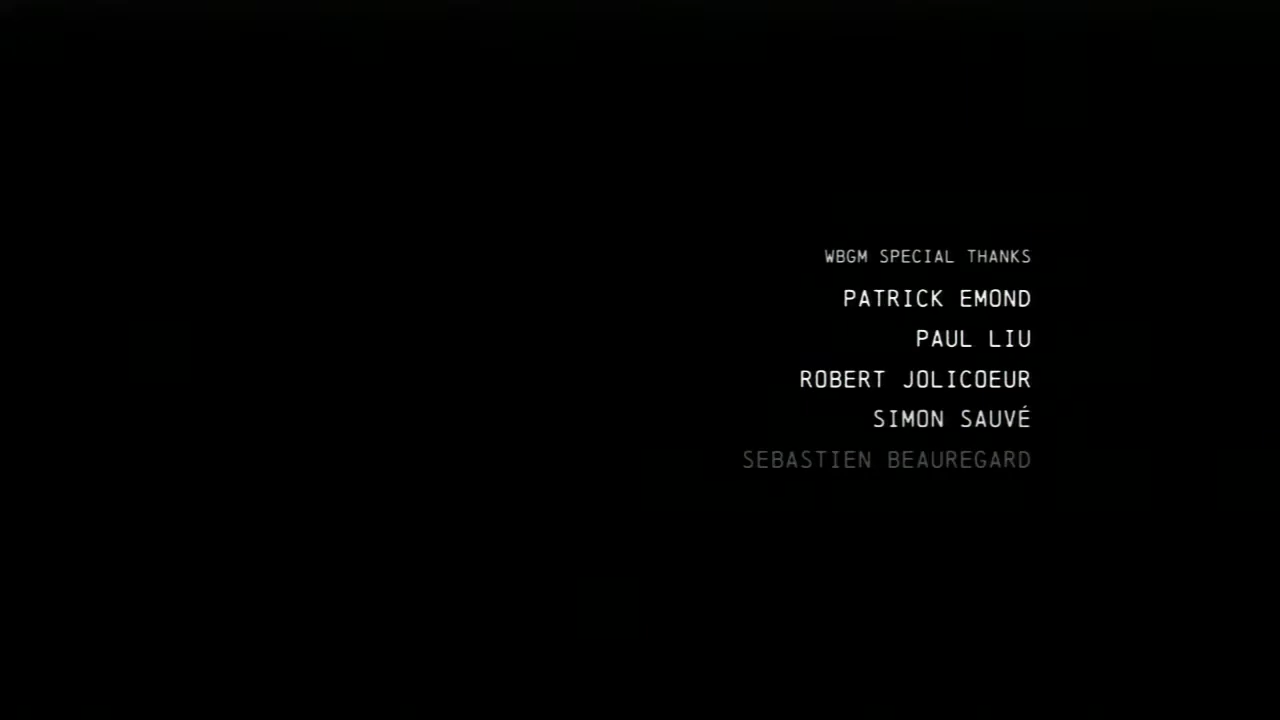 WBGM SPECIAL THANKS
PATRICK EMOND
PAUL LIU
ROBERT JOLICOEUR
SIMON SAUVÉ
SEBASTIEN BEAUREGARD